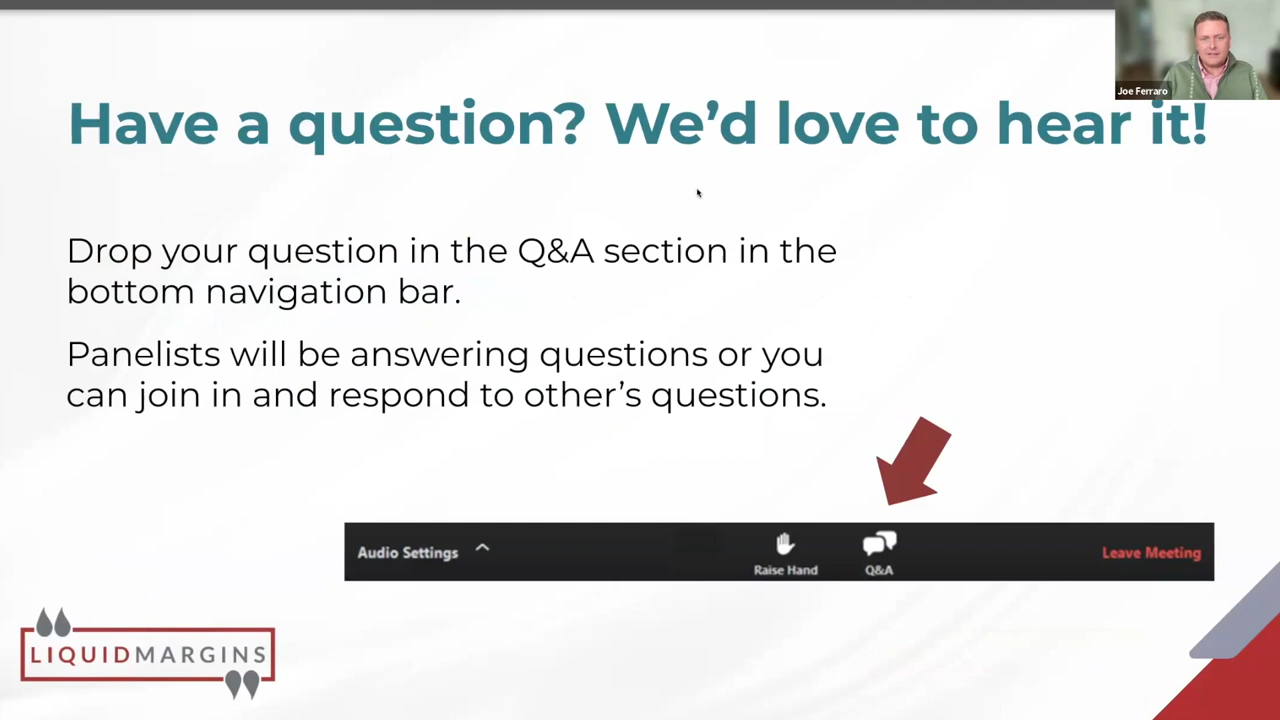 Joe Ferraro
Have a question? We'd love to hear it!
Drop your question in the Q&A section in the
bottom navigation bar.
Panelists will be answering questions or you
can join in and respond to other's questions.
Audio Settings
Raise Hand
Q&A
Leave Meeting
LIQUIDMARGINS